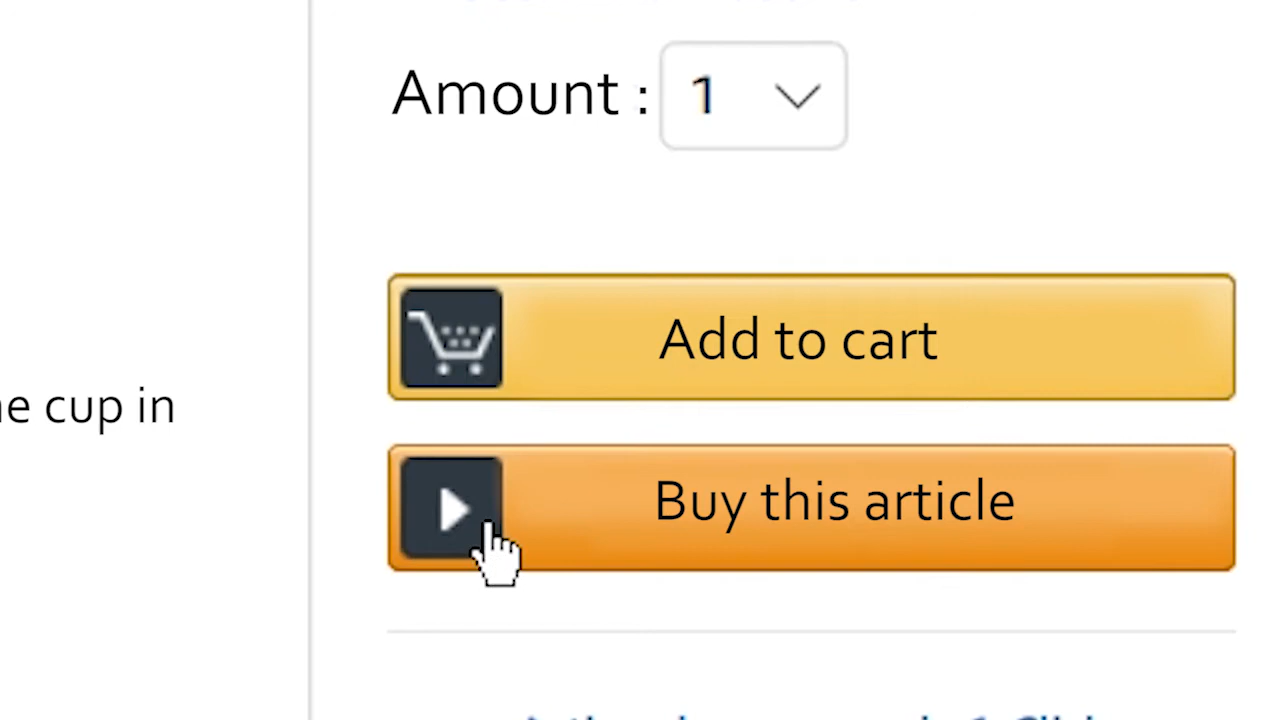 Amount : 1
Add to cart
cup in
Buy this article